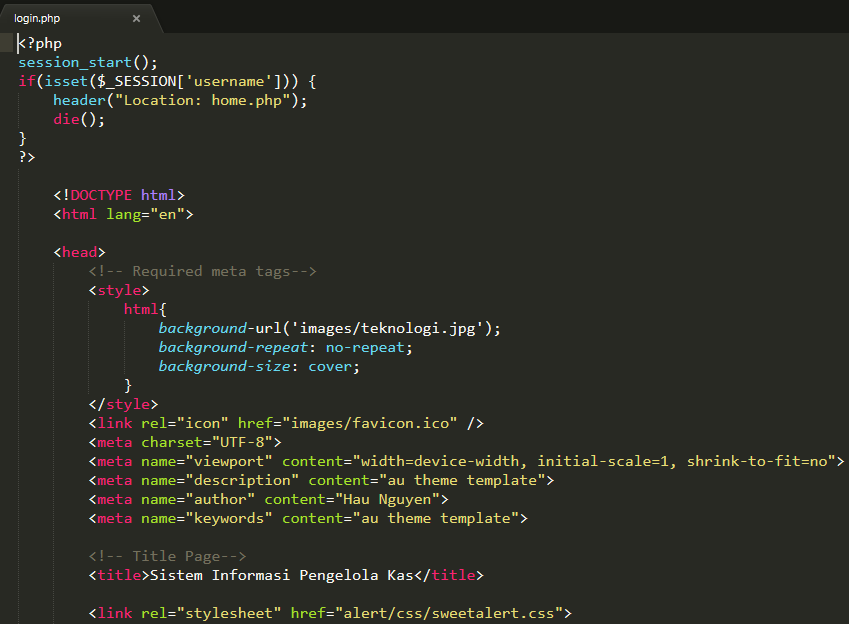 login.php ×
<?php
session_start();
if(isset($_SESSION['username'])) {
header("Location: home.php");
die();
}
?>
<!DOCTYPE html>
<html lang="en">
<head>
<!-- Required meta tags-->
<style>
html{
background-url('images/teknologi.jpg');
background-repeat: no-repeat;
background-size: cover;
}
</style>
<link rel="icon" href="images/favicon.ico" />
<meta charset="UTF-8">
<meta name="viewport" content="width=device-width, initial-scale=1, shrink-to-fit=no">
<meta name="description" content="au theme template">
<meta name="author" content="Hau Nguyen">
<meta name="keywords" content="au theme template">
<!-- Title Page-->
<title>Sistem Informasi Pengelola Kas</title>
<link rel="stylesheet" href="alert/css/sweetalert.css">